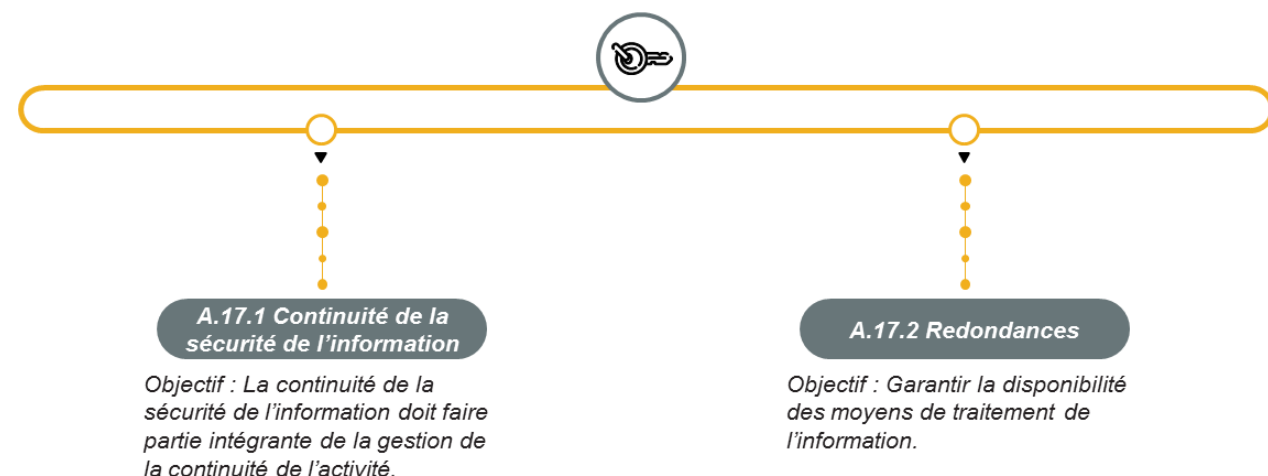 A.17.1 Continuité de la
sécurité de l’information
Objectif : La continuité de la
sécurité de l’information doit faire
partie intégrante de la gestion de
la continuité de l’activité.
A.17.2 Redondances
Objectif : Garantir la disponibilité
des moyens de traitement de
l’information.